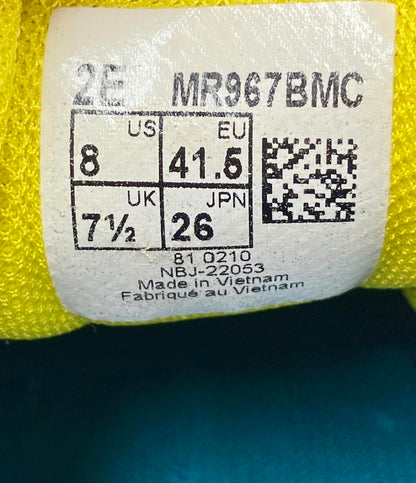 2E MR967BMC
US EU
8 41.5
UK JPN
7½ 26
81 0210
NBJ-22053
Made in Vietnam
Fabriqué au Vietnam